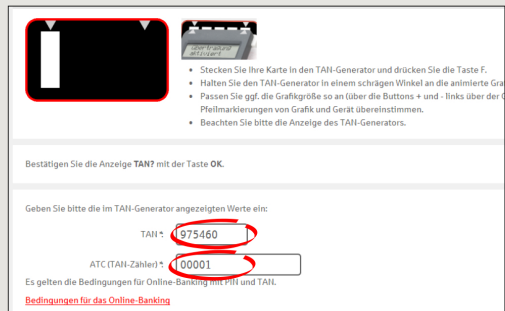 Übertragung
aktiviert
Stecken Sie Ihre Karte in den TAN-Generator und drücken Sie die Taste F.
Halten Sie den TAN-Generator in einem schrägen Winkel an die animierte Gra
Passen Sie ggf. die Grafikgröße so an (über die Buttons + und - links über der G
Pfeilmarkierungen von Grafik und Gerät übereinstimmen.
Beachten Sie bitte die Anzeige des TAN-Generators.
Bestätigen Sie die Anzeige TAN? mit der Taste OK.
Geben Sie bitte die im TAN-Generator angezeigten Werte ein:
TAN *: 975460
ATC (TAN-Zähler) *: 00001
Es gelten die Bedingungen für Online-Banking mit PIN und TAN.
Bedingungen für das Online-Banking